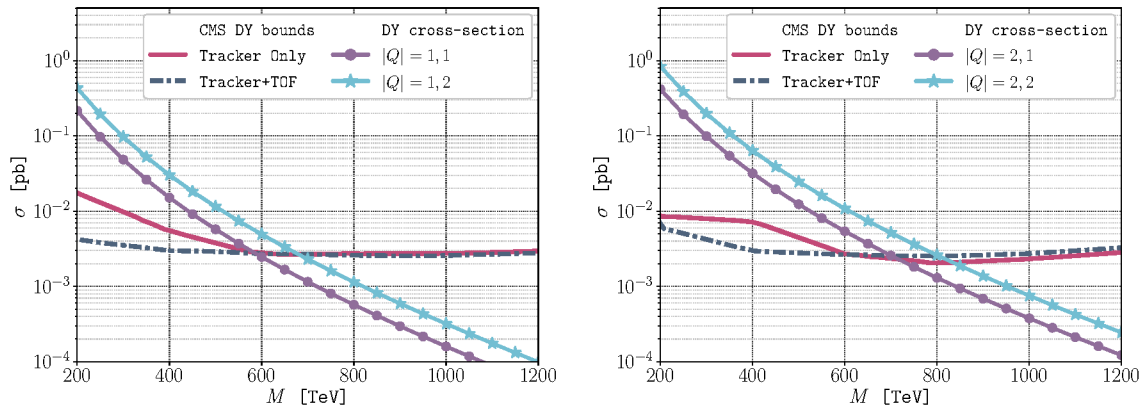 CMS DY bounds DY cross-section
Tracker Only |Q| = 1, 1
Tracker+TOF |Q| = 1, 2
10^0
10^{-1}
10^{-2}
10^{-3}
10^{-4}
σ [pb]
200 400 600 800 1000 1200
M [TeV]
CMS DY bounds DY cross-section
Tracker Only |Q| = 2, 1
Tracker+TOF |Q| = 2, 2
10^0
10^{-1}
10^{-2}
10^{-3}
10^{-4}
σ [pb]
200 400 600 800 1000 1200
M [TeV]